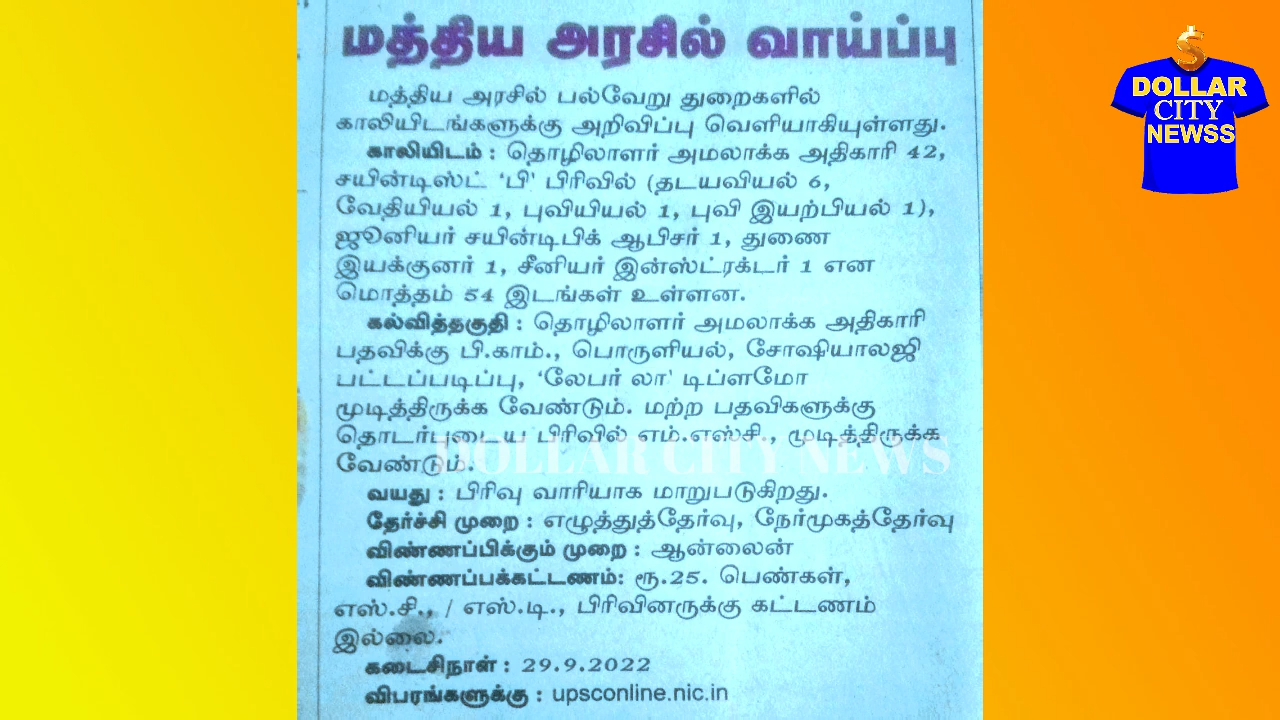 மத்திய அரசில் வாய்ப்பு
மத்திய அரசில் பல்வேறு துறைகளில்
காலியிடங்களுக்கு அறிவிப்பு வெளியாகியுள்ளது.
காலியிடம் : தொழிலாளர் அமலாக்க அதிகாரி 42,
சயின்டிஸ்ட் ‘பி’ பிரிவில் (தடயவியல் 6,
வேதியியல் 1, புவியியல் 1, புவி இயற்பியல் 1),
ஜூனியர் சயின்டிபிக் ஆபிசர் 1, துணை
இயக்குனர் 1, சீனியர் இன்ஸ்ட்ரக்டர் 1 என
மொத்தம் 54 இடங்கள் உள்ளன.
கல்வித்தகுதி : தொழிலாளர் அமலாக்க அதிகாரி
பதவிக்கு பி.காம்., பொருளியல், சோஷியாலஜி
பட்டப்படிப்பு, ‘லேபர் லா’ டிப்ளமோ
முடித்திருக்க வேண்டும். மற்ற பதவிகளுக்கு
தொடர்புடைய பிரிவில் எம்.எஸ்சி., முடித்திருக்க
வேண்டும்.
DOLLAR CITY NEWS
வயது : பிரிவு வாரியாக மாறுபடுகிறது.
தேர்ச்சி முறை : எழுத்துத்தேர்வு, நேர்முகத்தேர்வு
விண்ணப்பிக்கும் முறை : ஆன்லைன்
விண்ணப்பக்கட்டணம்: ரூ.25. பெண்கள்,
எஸ்.சி., / எஸ்.டி., பிரிவினருக்கு கட்டணம்
இல்லை.
கடைசிநாள் : 29.9.2022
விபரங்களுக்கு : upsconline.nic.in
DOLLAR
CITY
NEWSS